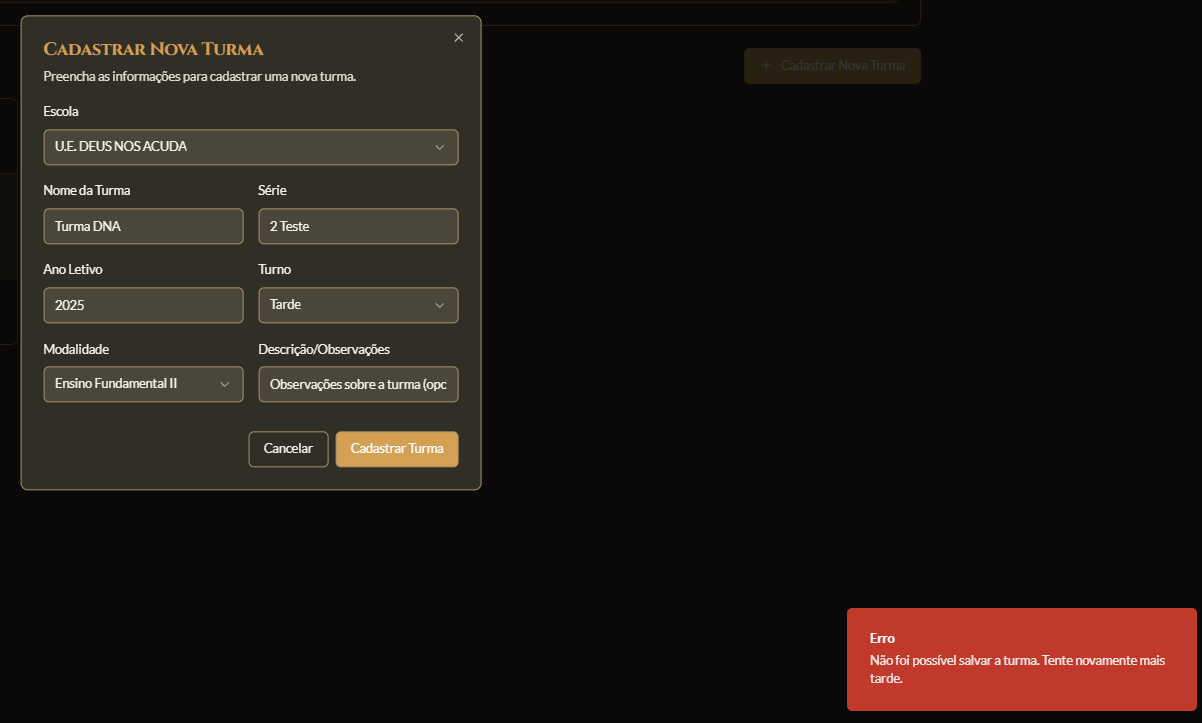 Cadastrar Nova Turma
Preencha as informações para cadastrar uma nova turma.
+ Cadastrar Nova Turma
Escola
U.E. DEUS NOS ACUDA
Nome da Turma
Série
Turma DNA
2 Teste
Ano Letivo
Turno
2025
Tarde
Modalidade
Descrição/Observações
Ensino Fundamental II
Observações sobre a turma (opc
Cancelar
Cadastrar Turma
Erro
Não foi possível salvar a turma. Tente novamente mais
tarde.